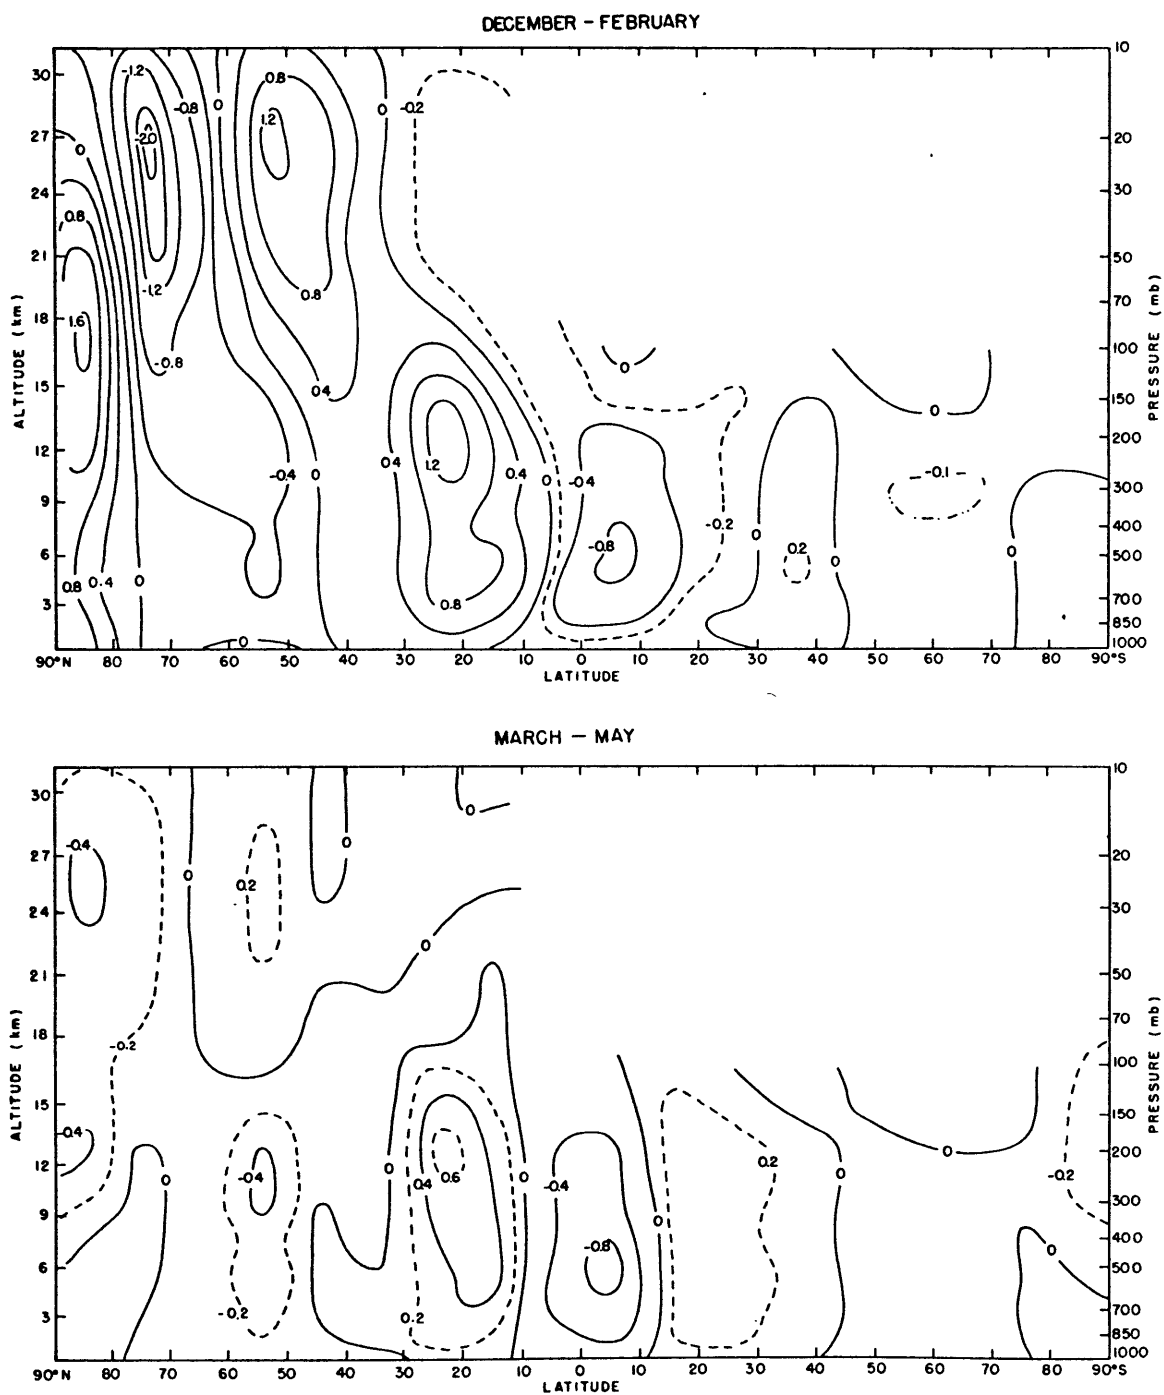 DECEMBER - FEBRUARY
30 27 24 21 18 15 12 9 6 3
ALTITUDE (km)
10 20 30 50 70 100 150 200 300 400 500 700 850 1000
PRESSURE (mb)
-1.2 -0.8 0 0.8 0 -0.2
-2.0 1.2
0
0.8
-1.2 0.8
1.6
-0.8 0.4 0
0
0.4 1.2 0.4 -0.1
-0.4 0 0 -0.4
-0.2 0
-0.8 0.2 0 0
0.8 0.4 0 0.8
0
90°N 80 70 60 50 40 30 20 10 0 10 20 30 40 50 60 70 80 90°S
LATITUDE
MARCH - MAY
30 27 24 21 18 15 12 9 6 3
ALTITUDE (km)
10 20 30 50 70 100 150 200 300 400 500 700 850 1000
PRESSURE (mb)
0
-0.4 0
0 0.2
0
-0.2
0.4
0 0.2 0
0 -0.4 0.4 0.6 0 -0.4 0 -0.2
0
-0.8 0
-0.2 0.2
90°N 80 70 60 50 40 30 20 10 0 10 20 30 40 50 60 70 80 90°S
LATITUDE